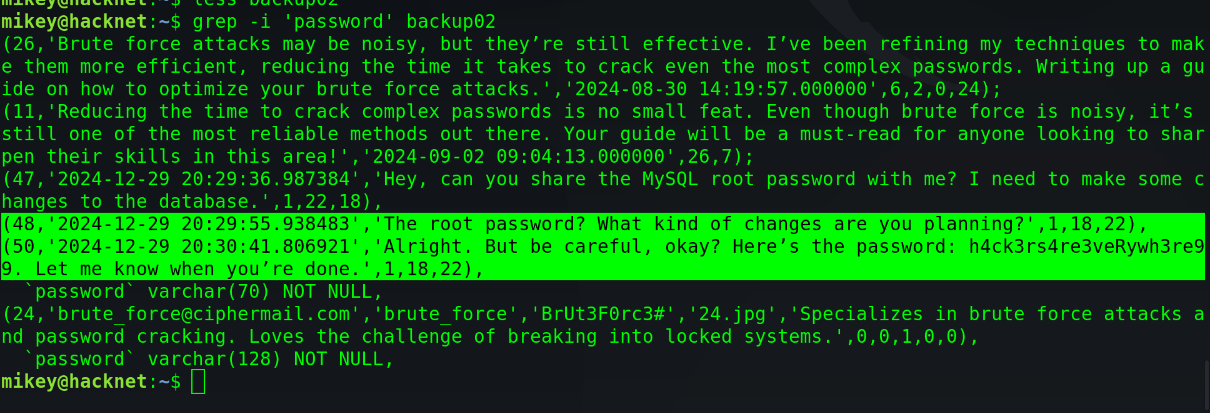 mikey@hacknet:~$ less backup02
mikey@hacknet:~$ grep -i 'password' backup02
(26,'Brute force attacks may be noisy, but they’re still effective. I’ve been refining my techniques to mak
e them more efficient, reducing the time it takes to crack even the most complex passwords. Writing up a gu
ide on how to optimize your brute force attacks.','2024-08-30 14:19:57.000000',6,2,0,24);
(11,'Reducing the time to crack complex passwords is no small feat. Even though brute force is noisy, it’s
still one of the most reliable methods out there. Your guide will be a must-read for anyone looking to shar
pen their skills in this area!','2024-09-02 09:04:13.000000',26,7);
(47,'2024-12-29 20:29:36.987384','Hey, can you share the MySQL root password with me? I need to make some c
hanges to the database.',1,22,18),
(48,'2024-12-29 20:29:55.938483','The root password? What kind of changes are you planning?',1,18,22),
(50,'2024-12-29 20:30:41.806921','Alright. But be careful, okay? Here’s the password: h4ck3rs4re3veRywh3re9
9. Let me know when you’re done.',1,18,22),
`password` varchar(70) NOT NULL,
(24,'brute_force@ciphermail.com','brute_force','BrUt3F0rc3#','24.jpg','Specializes in brute force attacks a
nd password cracking. Loves the challenge of breaking into locked systems.',0,0,1,0,0),
`password` varchar(128) NOT NULL,
mikey@hacknet:~$